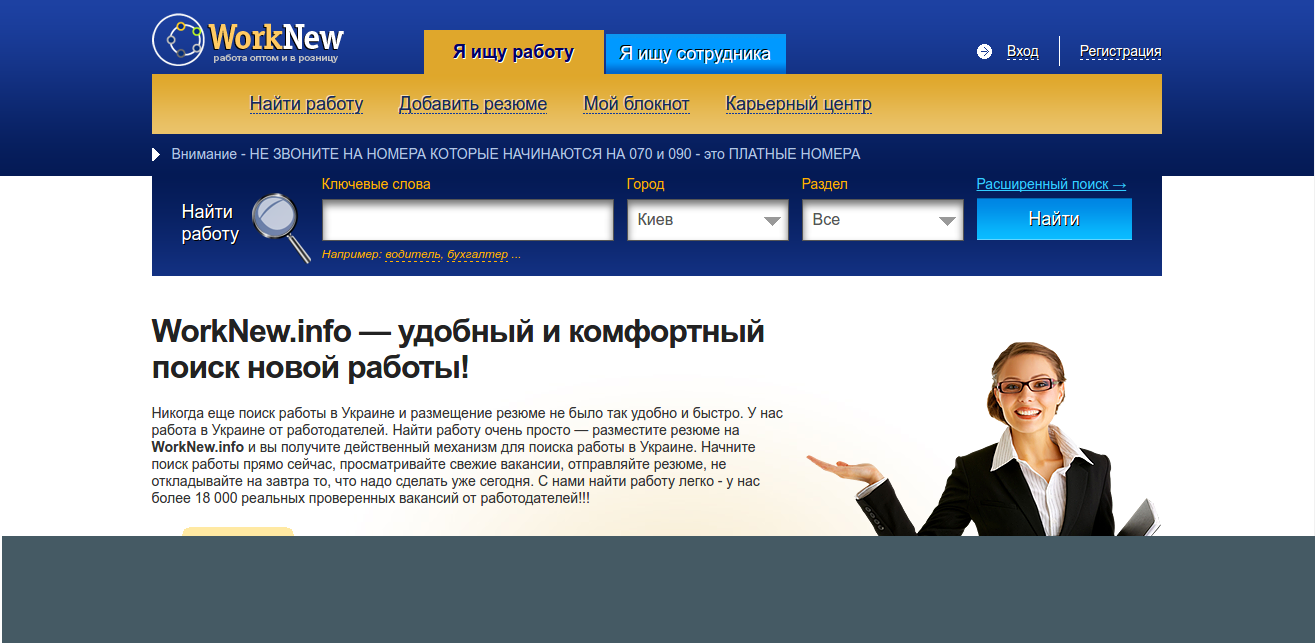 WorkNew
работа оптом и в розницу
Я ищу работу
Я ищу сотрудника
Вход
Регистрация
Найти работу
Добавить резюме
Мой блокнот
Карьерный центр
Внимание - НЕ ЗВОНИТЕ НА НОМЕРА КОТОРЫЕ НАЧИНАЮТСЯ НА 070 и 090 - это ПЛАТНЫЕ НОМЕРА
Найти
работу
Ключевые слова
Например: водитель, бухгалтер ...
Город
Киев
Раздел
Все
Расширенный поиск →
Найти
WorkNew.info — удобный и комфортный
поиск новой работы!
Никогда еще поиск работы в Украине и размещение резюме не было так удобно и быстро. У нас
работа в Украине от работодателей. Найти работу очень просто — разместите резюме на
WorkNew.info и вы получите действенный механизм для поиска работы в Украине. Начните
поиск работы прямо сейчас, просматривайте свежие вакансии, отправляйте резюме, не
откладывайте на завтра то, что надо сделать уже сегодня. С нами найти работу легко - у нас
более 18 000 реальных проверенных вакансий от работодателей!!!